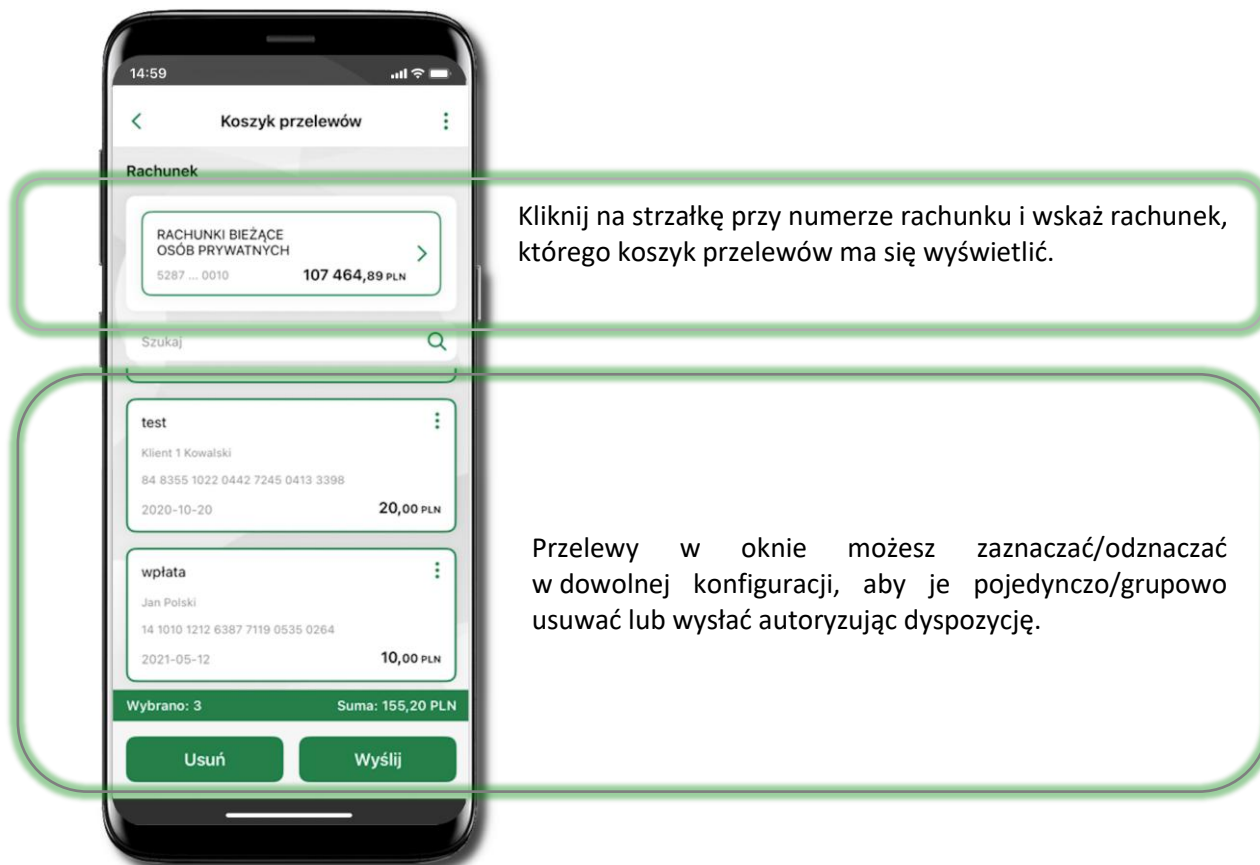 14:59
Koszyk przelewów
Rachunek
RACHUNKI BIEŻĄCE
OSÓB PRYWATNYCH
5287 ... 0010 107 464,89 PLN
Szukaj
test
Klient 1 Kowalski
84 8355 1022 0442 7245 0413 3398
2020-10-20 20,00 PLN
wpłata
Jan Polski
14 1010 1212 6387 7119 0535 0264
2021-05-12 10,00 PLN
Wybrano: 3 Suma: 155,20 PLN
Usuń Wyślij
Kliknij na strzałkę przy numerze rachunku i wskaż rachunek,
którego koszyk przelewów ma się wyświetlić.
Przelewy w oknie możesz zaznaczać/odznaczać
w dowolnej konfiguracji, aby je pojedynczo/grupowo
usuwać lub wysłać autoryzując dyspozycję.